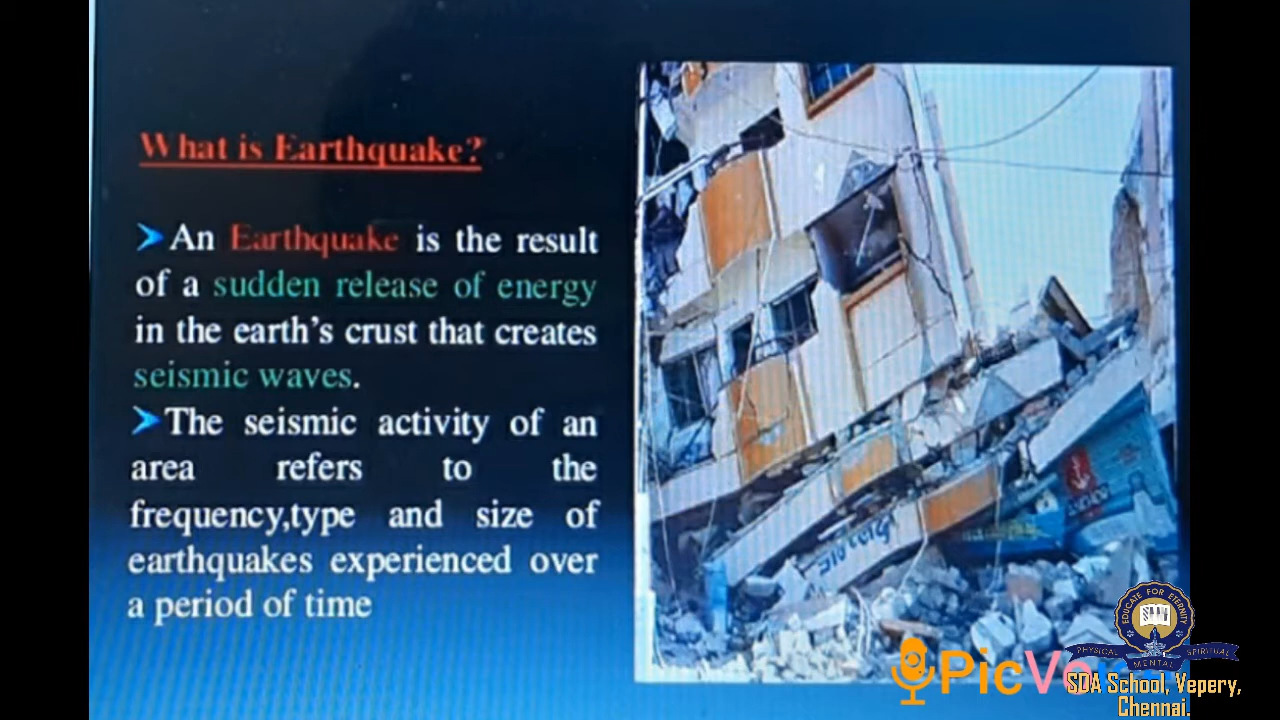 What is Earthquake?
➤An Earthquake is the result
of a sudden release of energy
in the earth's crust that creates
seismic waves.
➤The seismic activity of an
area refers to the
frequency,type and size of
earthquakes experienced over
a period of time
EDUCATE FOR ETERNITY
PHYSICAL MENTAL SPIRITUAL
PicVo
SDA School, Vepery,
Chennai.